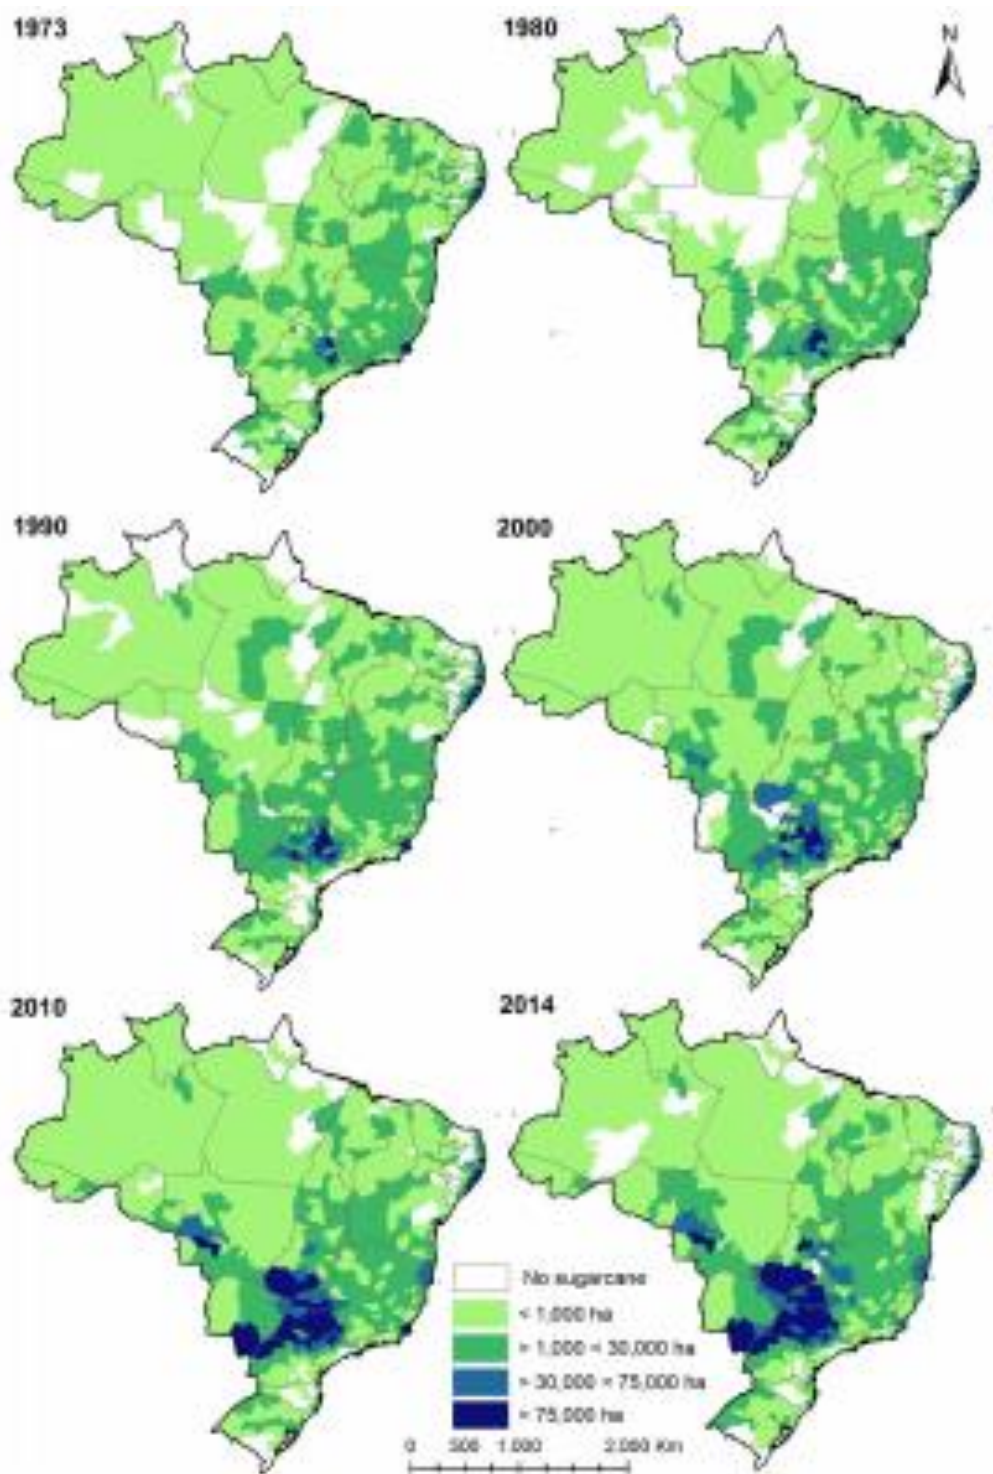 1973
1980
N
1990
2000
2010
2014
No sugarcane
< 1,000 ha
> 1,000 < 30,000 ha
> 30,000 < 75,000 ha
> 75,000 ha
0 500 1.000 2.000 Km